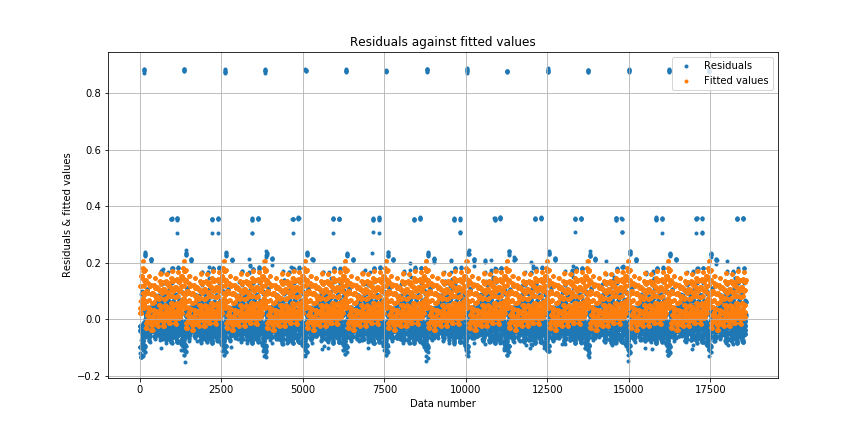 Residuals against fitted values
Residuals
Fitted values
Residuals & fitted values
0.8
0.6
0.4
0.2
0.0
−0.2
0
2500
5000
7500
10000
12500
15000
17500
Data number